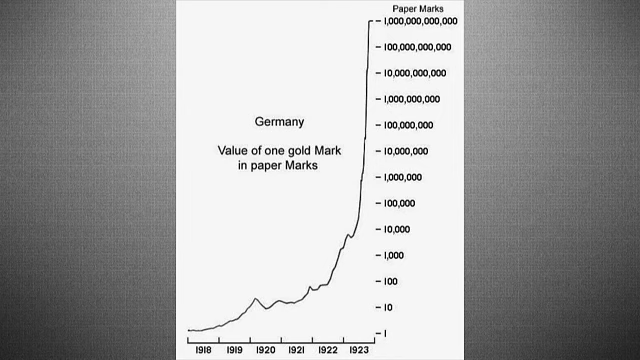 Paper Marks
1,000,000,000,000
100,000,000,000
10,000,000,000
1,000,000,000
Germany
100,000,000
Value of one gold Mark
in paper Marks
10,000,000
1,000,000
100,000
10,000
1,000
100
10
1
1918 1919 1920 1921 1922 1923